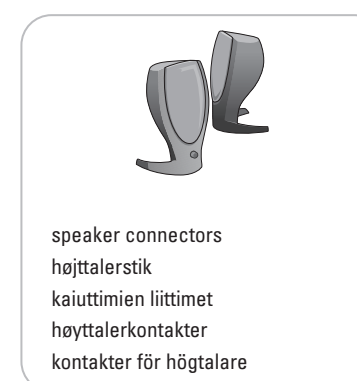 speaker connectors
højttalerstik
kaiuttimien liittimet
høyttalerkontakter
kontakter för högtalare